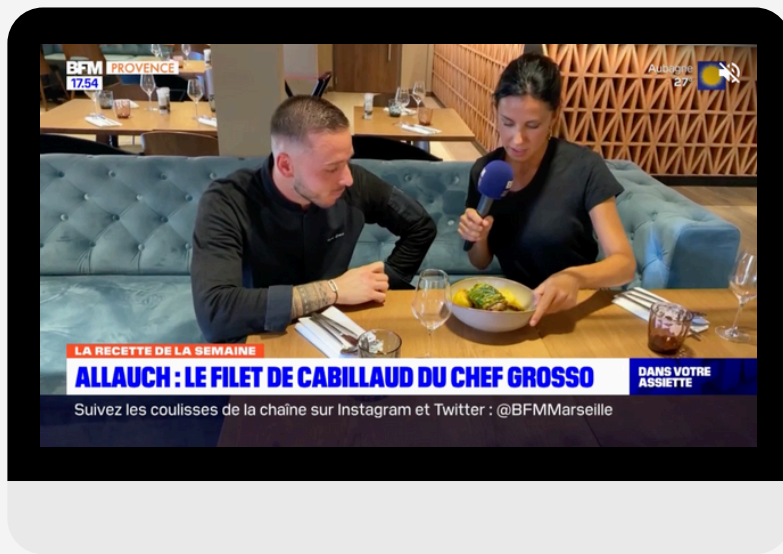 BFM PROVENCE
17.54
Aubagne
27°
LA RECETTE DE LA SEMAINE
ALLAUCH : LE FILET DE CABILLAUD DU CHEF GROSSO
DANS VOTRE
ASSIETTE
Suivez les coulisses de la chaîne sur Instagram et Twitter : @BFMMarseille